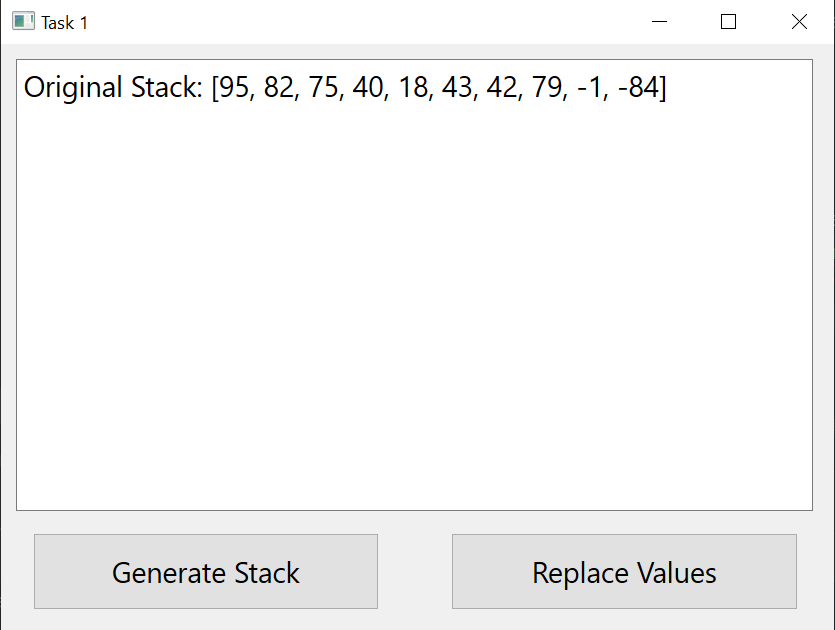 Task 1
Original Stack: [95, 82, 75, 40, 18, 43, 42, 79, -1, -84]
Generate Stack
Replace Values